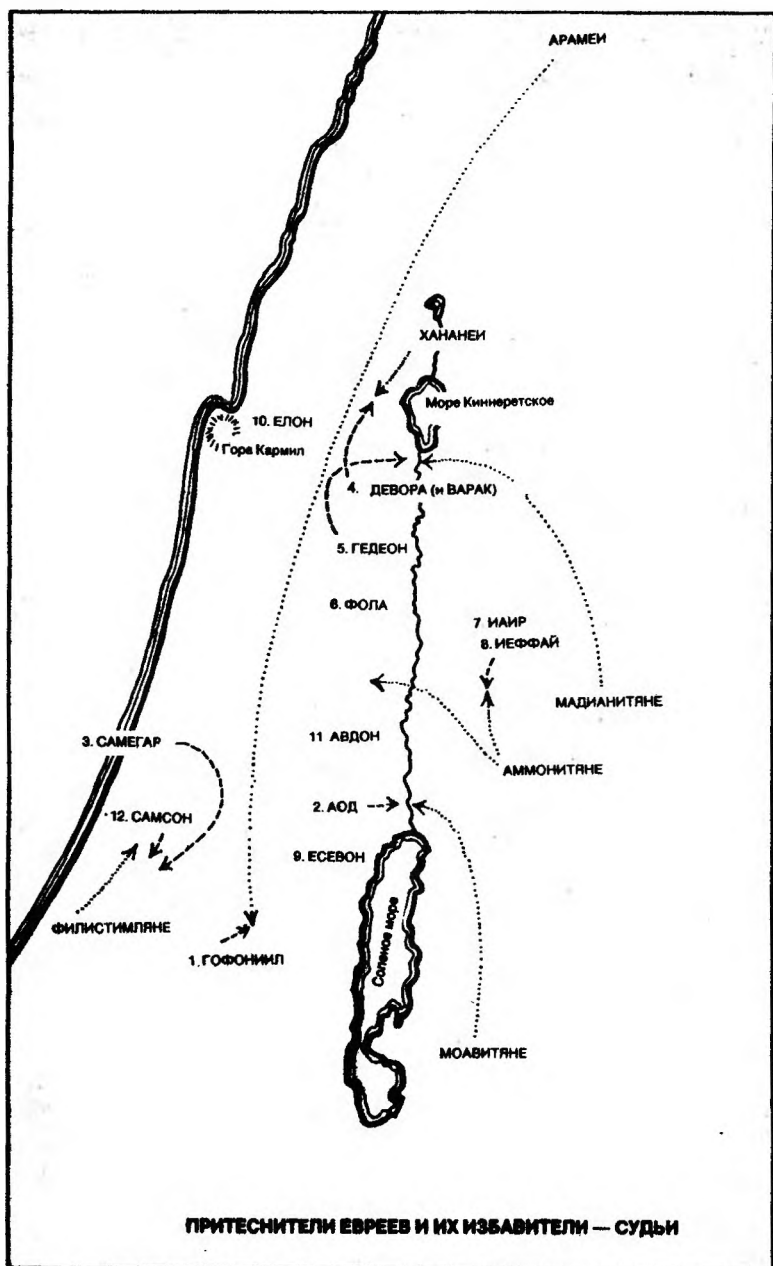 АРАМЕИ
ХАНАНЕИ
Море Киннеретское
10. ЕЛОН
Гора Кармил
4. ДЕВОРА (и ВАРАК)
5. ГЕДЕОН
6. ФОЛА
7. ИАИР
8. ИЕФФАЙ
МАДИАНИТЯНЕ
11 АВДОН
3. САМЕГАР
АММОНИТЯНЕ
2. АОД
12. САМСОН
9. ЕСЕВОН
ФИЛИСТИМЛЯНЕ
Соленое море
1. ГОФОНИИЛ
МОАВИТЯНЕ
ПРИТЕСНИТЕЛИ ЕВРЕЕВ И ИХ ИЗБАВИТЕЛИ — СУДЬИ